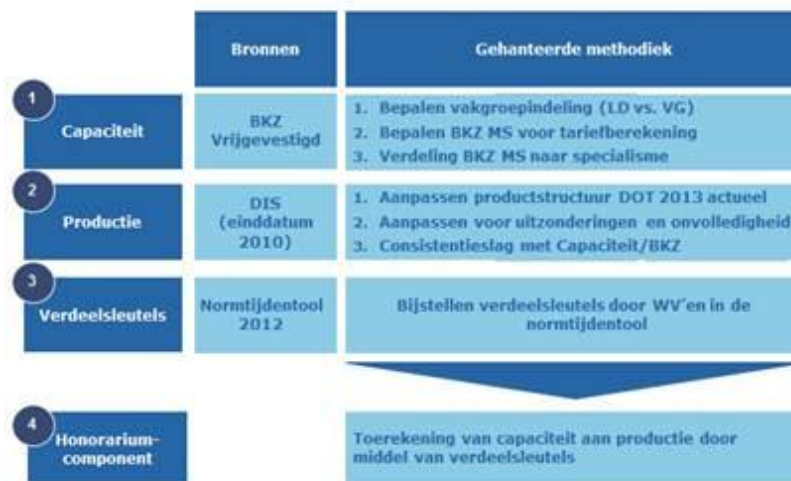 Bronnen
Gehanteerde methodiek
1
Capaciteit
BKZ
Vrijgevestigd
1. Bepalen vakgroepindeling (LD vs. VG)
2. Bepalen BKZ MS voor tariefberekening
3. Verdeling BKZ MS naar specialisme
2
Productie
DIS
(einddatum
2010)
1. Aanpassen productstructuur DOT 2013 actueel
2. Aanpassen voor uitzonderingen en onvolledigheid
3. Consistentieslag met Capaciteit/BKZ
3
Verdeelsleutels
Normtijdentool
2012
Bijstellen verdeelsleutels door WV'en in de
normtijdentool
4
Honorarium-
component
Toerekening van capaciteit aan productie door
middel van verdeelsleutels